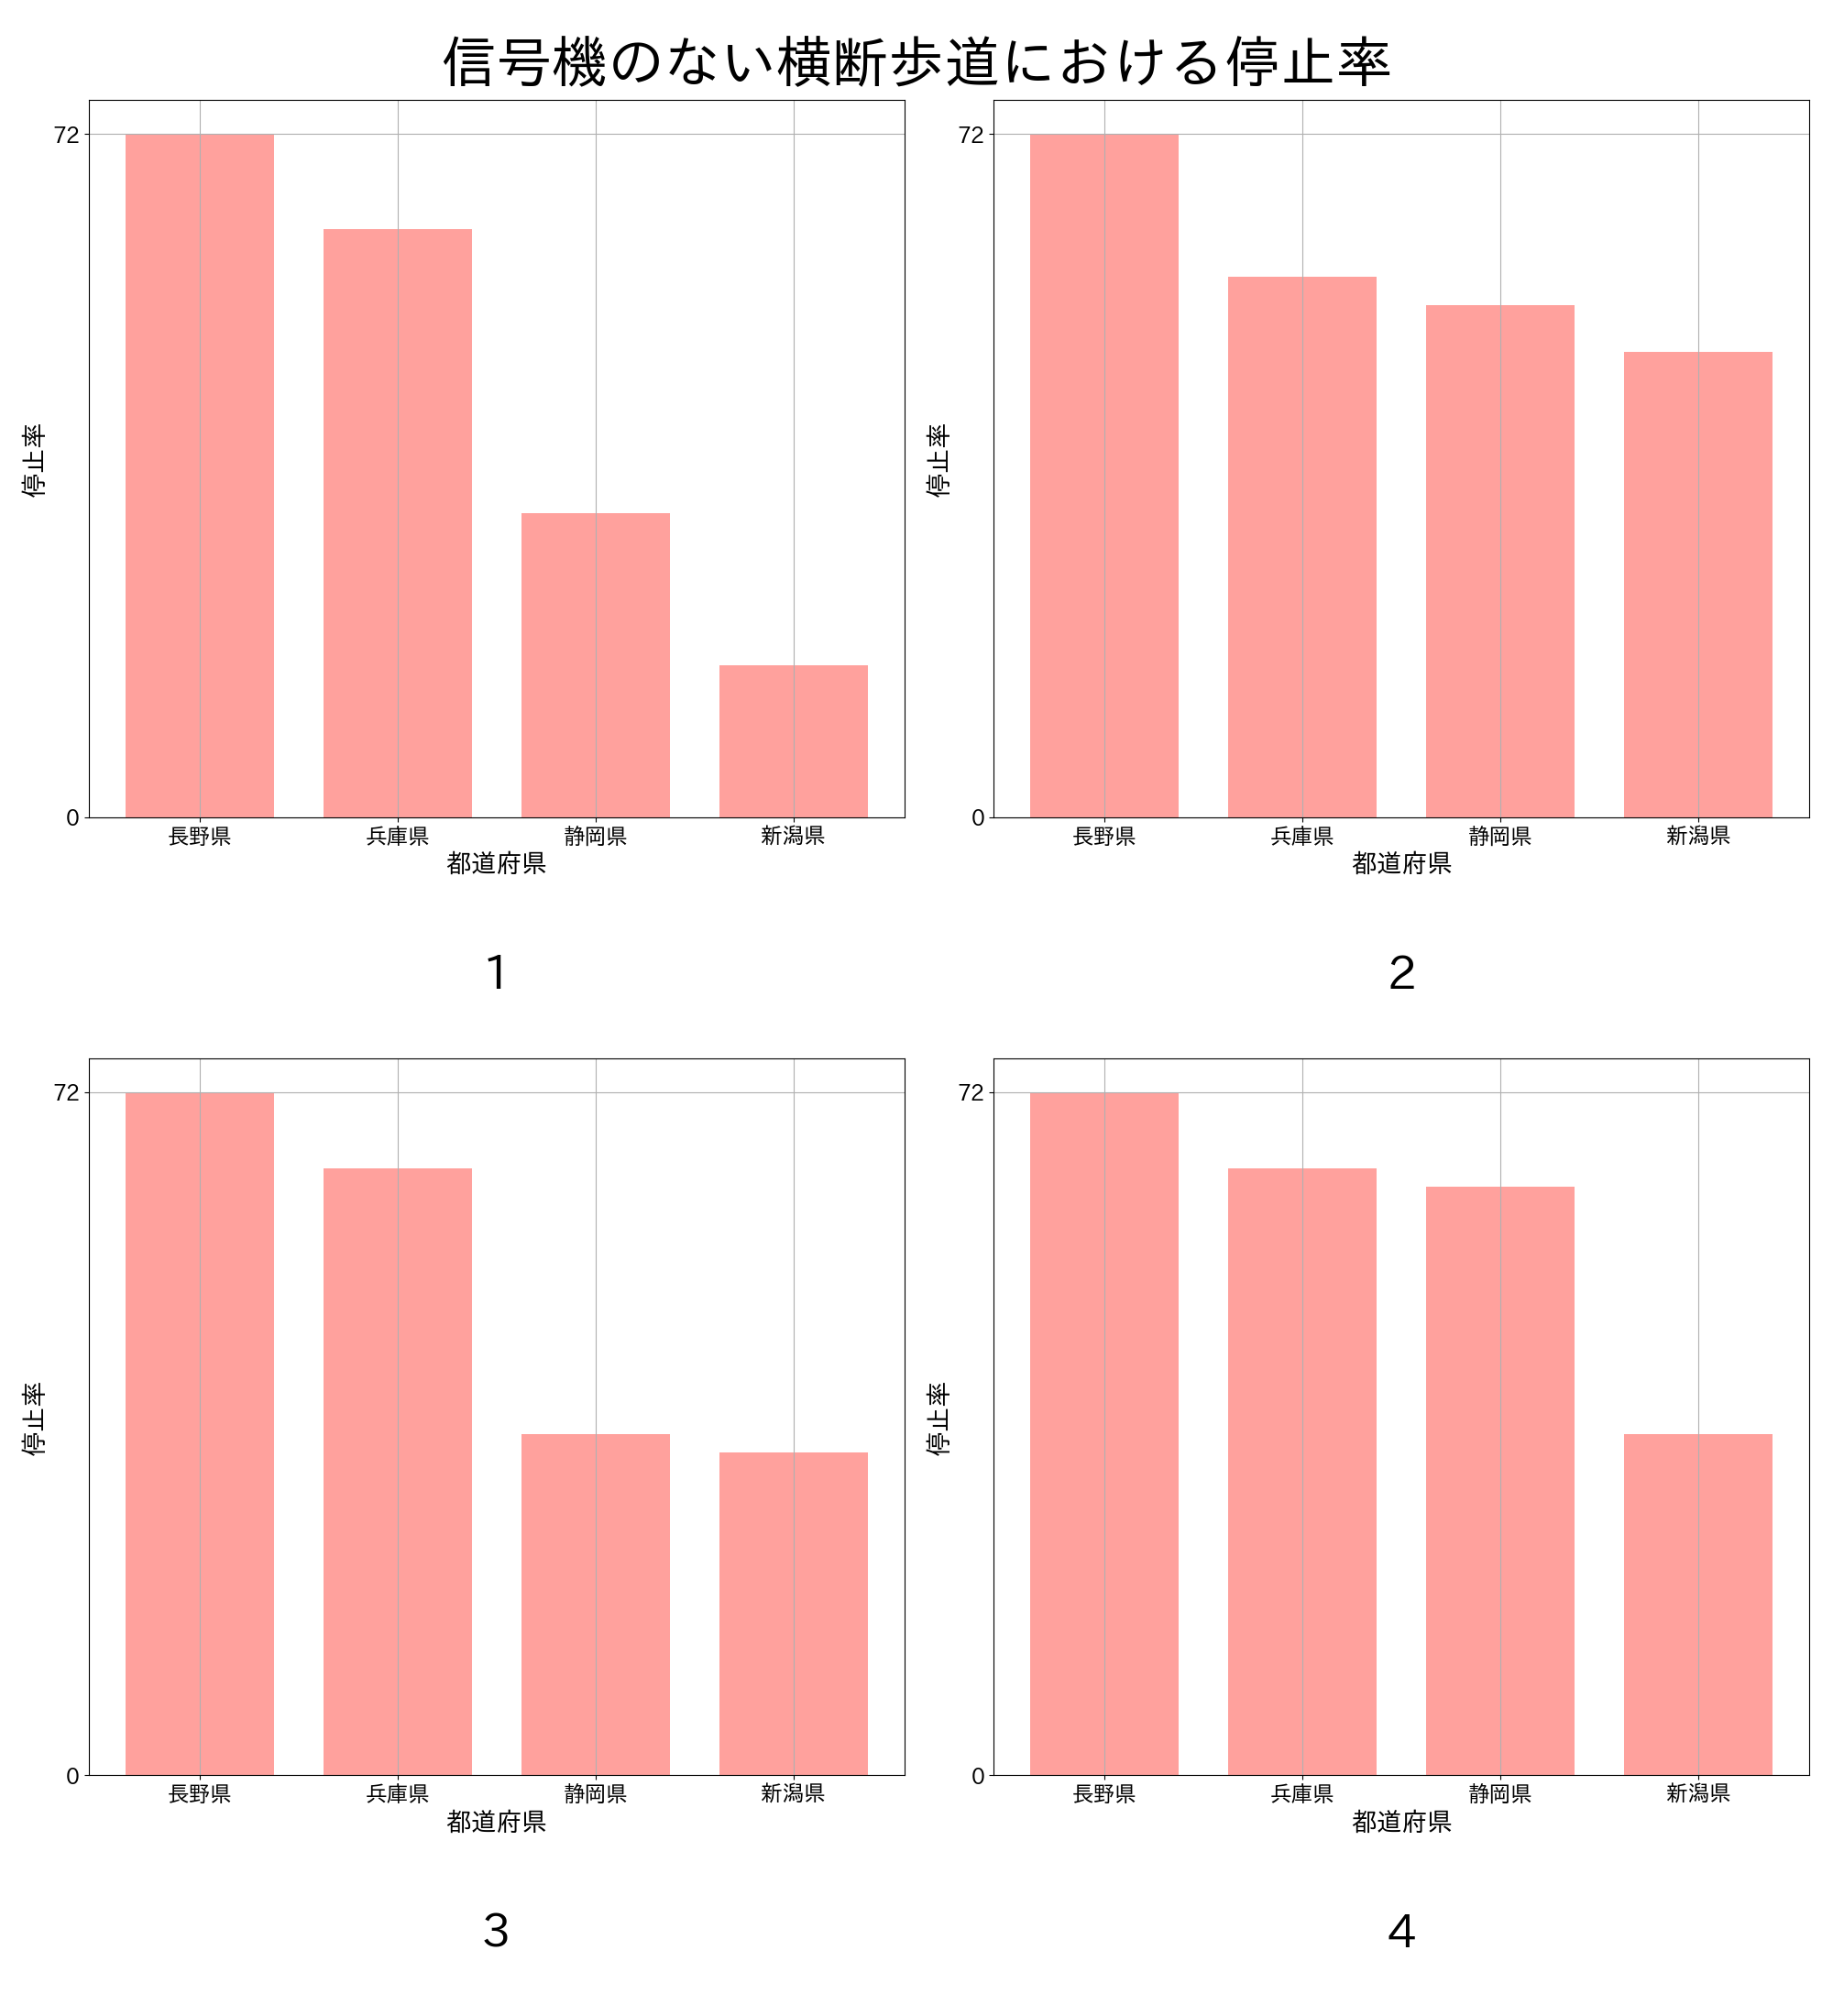 信号機のない横断歩道における停止率
72
0
停止率
長野県 兵庫県 静岡県 新潟県
都道府県
1
72
0
停止率
長野県 兵庫県 静岡県 新潟県
都道府県
2
72
0
停止率
長野県 兵庫県 静岡県 新潟県
都道府県
3
72
0
停止率
長野県 兵庫県 静岡県 新潟県
都道府県
4